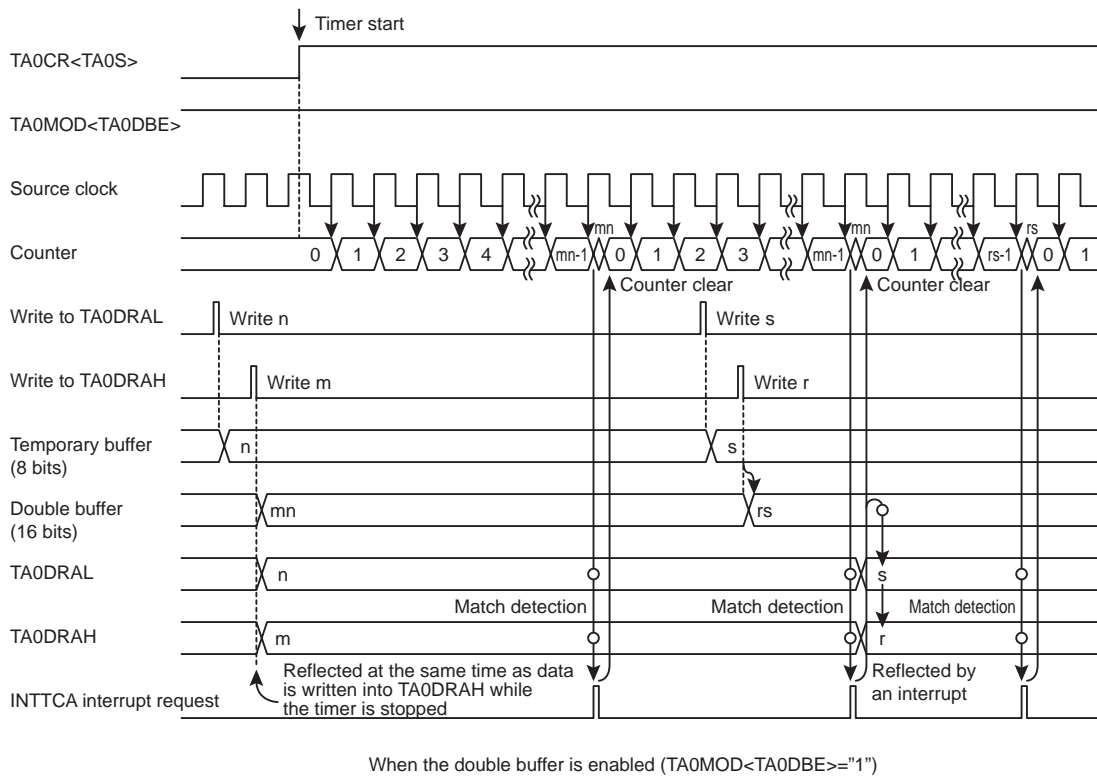 Timer start
TA0CR<TA0S>
TA0MOD<TA0DBE>
Source clock
mn mn rs
Counter 0 1 2 3 4 mn-1 0 1 2 3 mn-1 0 1 rs-1 0 1
Counter clear Counter clear
Write to TA0DRAL Write n Write s
Write to TA0DRAH Write m Write r
Temporary buffer
(8 bits)
n s
Double buffer
(16 bits)
mn rs
TA0DRAL n s
Match detection Match detection Match detection
TA0DRAH m r
Reflected at the same time as data
is written into TA0DRAH while
the timer is stopped
Reflected by
an interrupt
INTTCA interrupt request
When the double buffer is enabled (TA0MOD<TA0DBE>="1")